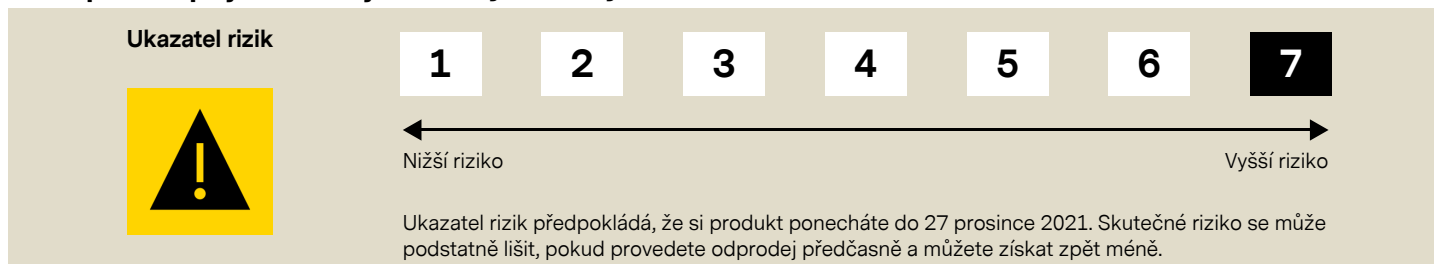 Ukazatel rizik
1 2 3 4 5 6 7
Nižší riziko Vyšší riziko
Ukazatel rizik předpokládá, že si produkt ponecháte do 27 prosince 2021. Skutečné riziko se může
podstatně lišit, pokud provedete odprodej předčasně a můžete získat zpět méně.